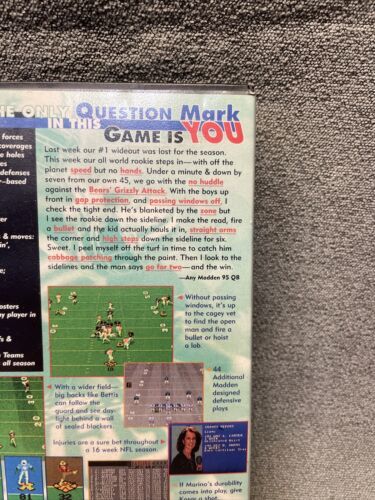 HE ONLY QUESTION Mark
IN THIS GAME IS YOU
forces
coverages
holes
defenses
-based
& moves:
in',
osters
player in
fs &
Teams
all season
Last week our #1 wideout was lost for the season.
This week our all world rookie steps in—with off the
planet speed but no hands. Under a minute & down by
seven from our own 45, we go with the no huddle
against the Bears' Grizzly Attack. With the boys up
front in gap protection, and passing windows off, I
check the tight end. He's blanketed by the zone but
I see the rookie down the sideline. I make the read, fire
a bullet and the kid actually hauls it in, straight arms
the corner and high steps down the sideline for six.
Sweet. I peel myself off the turf in time to catch him
cabbage patching through the paint. Then I look to the
sidelines and the man says go for two—and the win.
—Any Madden 95 QB
Without passing
windows, it's up
to the cagey vet
to find the open
man and fire a
bullet or hoist
a lob.
With a wider field—
big backs like Bettis
can follow the
guard and see day-
light behind a wall
of sealed blockers.
44
Additional
Madden
designed
defensive
plays
Injuries are a sure bet throughout
a 16 week NFL season.
81
32
If Marino's durability
comes into play, give
Kosar a shot.